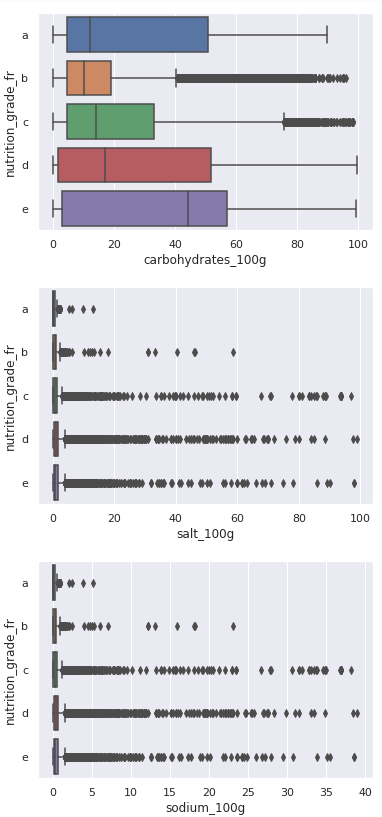 nutrition_grade_fr
a
b
c
d
e
0 20 40 60 80 100
carbohydrates_100g
nutrition_grade_fr
a
b
c
d
e
0 20 40 60 80 100
salt_100g
nutrition_grade_fr
a
b
c
d
e
0 5 10 15 20 25 30 35 40
sodium_100g